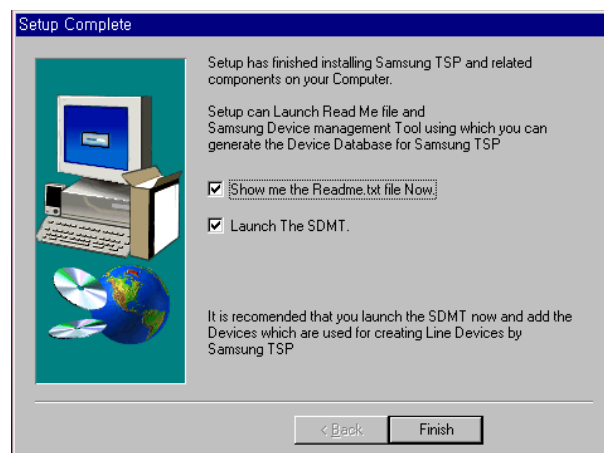 Setup Complete
Setup has finished installing Samsung TSP and related
components on your Computer.
Setup can Launch Read Me file and
Samsung Device management Tool using which you can
generate the Device Database for Samsung TSP
Show me the Readme.txt file Now.
Launch The SDMT.
It is recomended that you launch the SDMT now and add the
Devices which are used for creating Line Devices by
Samsung TSP
< Back
Finish